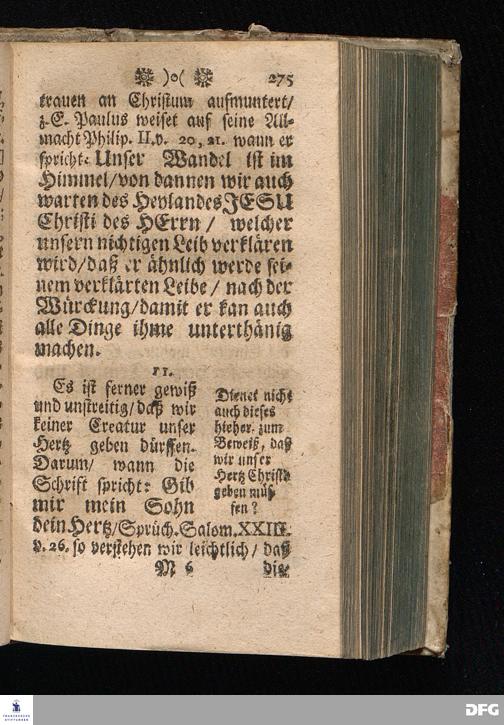 )o( 275
trauen an Christum aufmuntert/
z. E. Paulus weiset auf seine All-
macht Philip. II. v. 20, 21. wann er
spricht: Unser Wandel ist im
Himmel/ von dannen wir auch
warten des Heylandes JESU
Christi des HErrn / welcher
unsern nichtigen Leib verklären
wird/ daß er ähnlich werde sei-
nem verklärten Leibe / nach der
Würckung/ damit er kan auch
alle Dinge ihme unterthänig
machen.
11.
Es ist ferner gewiß
und unstreitig/ daß wir
keiner Creatur unser
Hertz geben dürffen.
Darum/ wann die
Schrift spricht: Gib
mir mein Sohn
dein Hertz/ Sprüch. Salom. XXIII.
v. 26. so verstehen wir leichtlich / daß
Dienet nicht
auch dieses
hieher zum
Beweiß, daß
wir unser
Hertz Christo
geben müs-
sen?
M 6 die
FRANCKESCHE
STIFTUNGEN
DFG